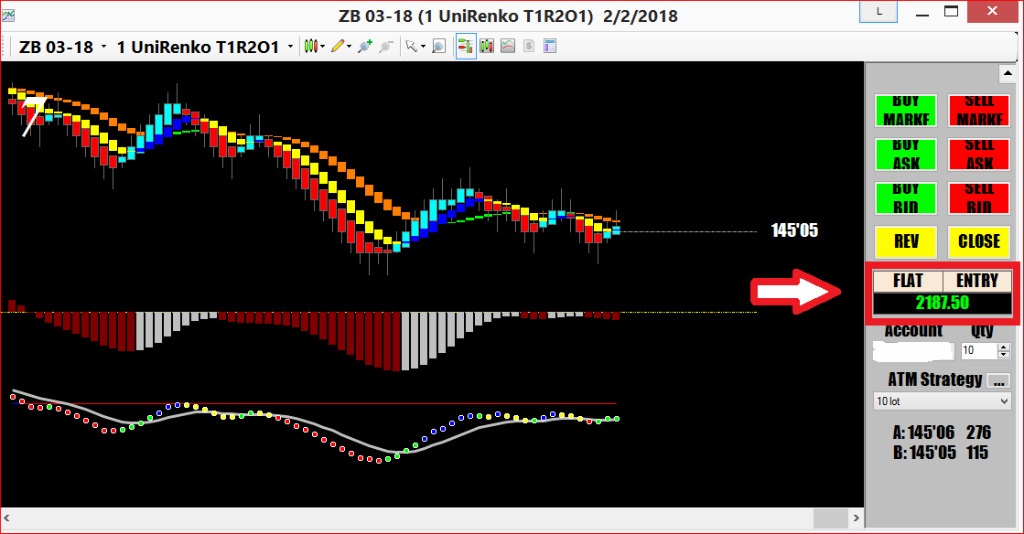 ZB 03-18 (1 UniRenko T1R2O1) 2/2/2018
L
ZB 03-18 1 UniRenko T1R2O1
BUY MARKE
SELL MARKE
BUY ASK
SELL ASK
BUY BID
SELL BID
REV
CLOSE
145'05
FLAT
ENTRY
2187.50
Account
Qty
10
ATM Strategy
...
10 lot
A: 145'06 276
B: 145'05 115